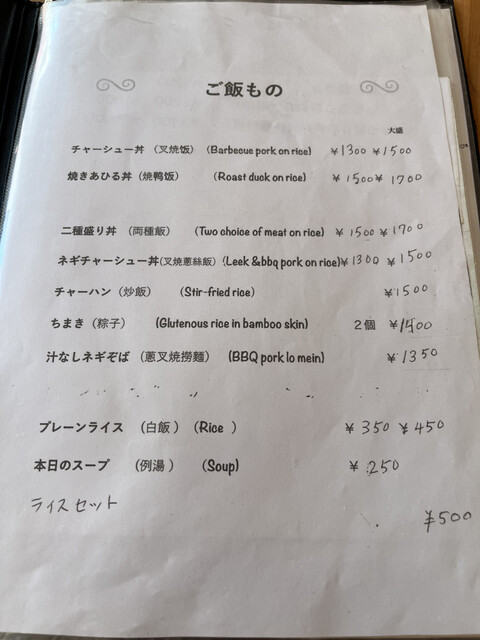 ご飯もの
大盛
チャーシュー丼 (叉焼饭) (Barbecue pork on rice) ¥1300 ¥1500
焼きあひる丼 (焼鸭饭) (Roast duck on rice) ¥1500 ¥1700
二種盛り丼 (両種飯) (Two choice of meat on rice) ¥1500 ¥1700
ネギチャーシュー丼(叉焼蔥絲飯) (Leek &bbq pork on rice) ¥1300 ¥1500
チャーハン (炒飯) (Stir-fried rice) ¥1500
ちまき (粽子) (Glutenous rice in bamboo skin) 2個
汁なしネギそば (蔥叉焼撈麺) (BBQ pork lo mein) ¥1350
プレーンライス (白飯 ) (Rice ) ¥350 ¥450
本日のスープ (例湯 ) (Soup) ¥250
ライスセット ¥500